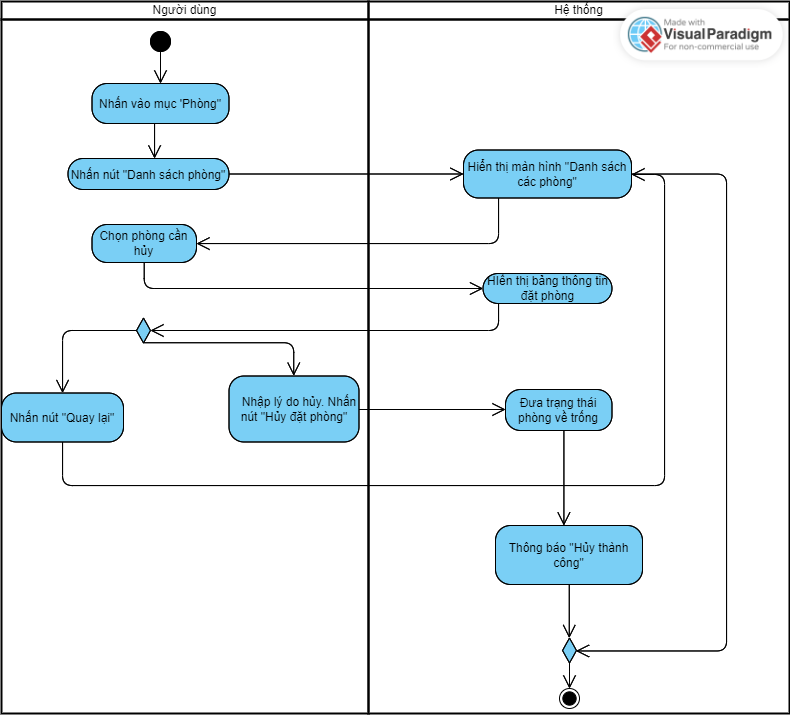 Người dùng
Hệ thống
Made with
Visual Paradigm
For non-commercial use
Nhấn vào mục 'Phòng"
Nhấn nút "Danh sách phòng"
Hiển thị màn hình "Danh sách
các phòng"
Chọn phòng cần
hủy
Hiển thị bảng thông tin
đặt phòng
Nhấn nút "Quay lại"
Nhập lý do hủy. Nhấn
nút "Hủy đặt phòng"
Đưa trạng thái
phòng về trống
Thông báo "Hủy thành
công"